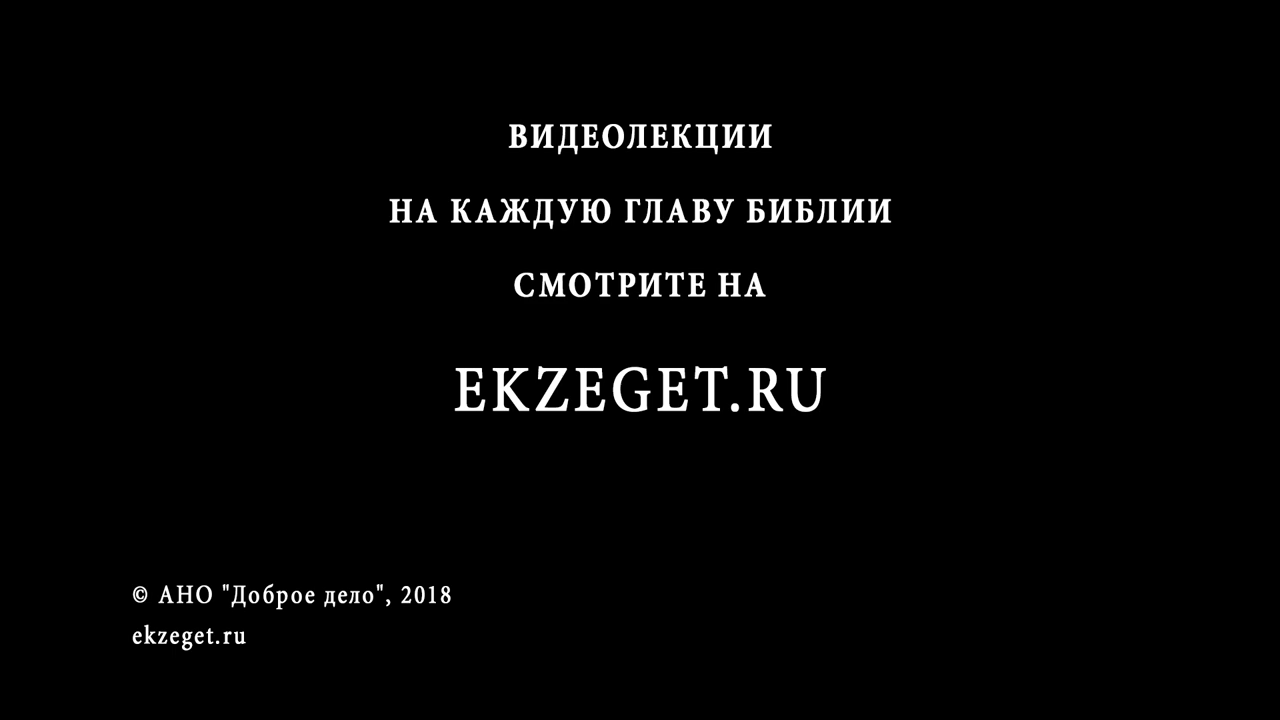 ВИДЕОЛЕКЦИИ
НА КАЖДУЮ ГЛАВУ БИБЛИИ
СМОТРИТЕ НА
EKZEGET.RU
© АНО "Доброе дело", 2018
ekzeget.ru